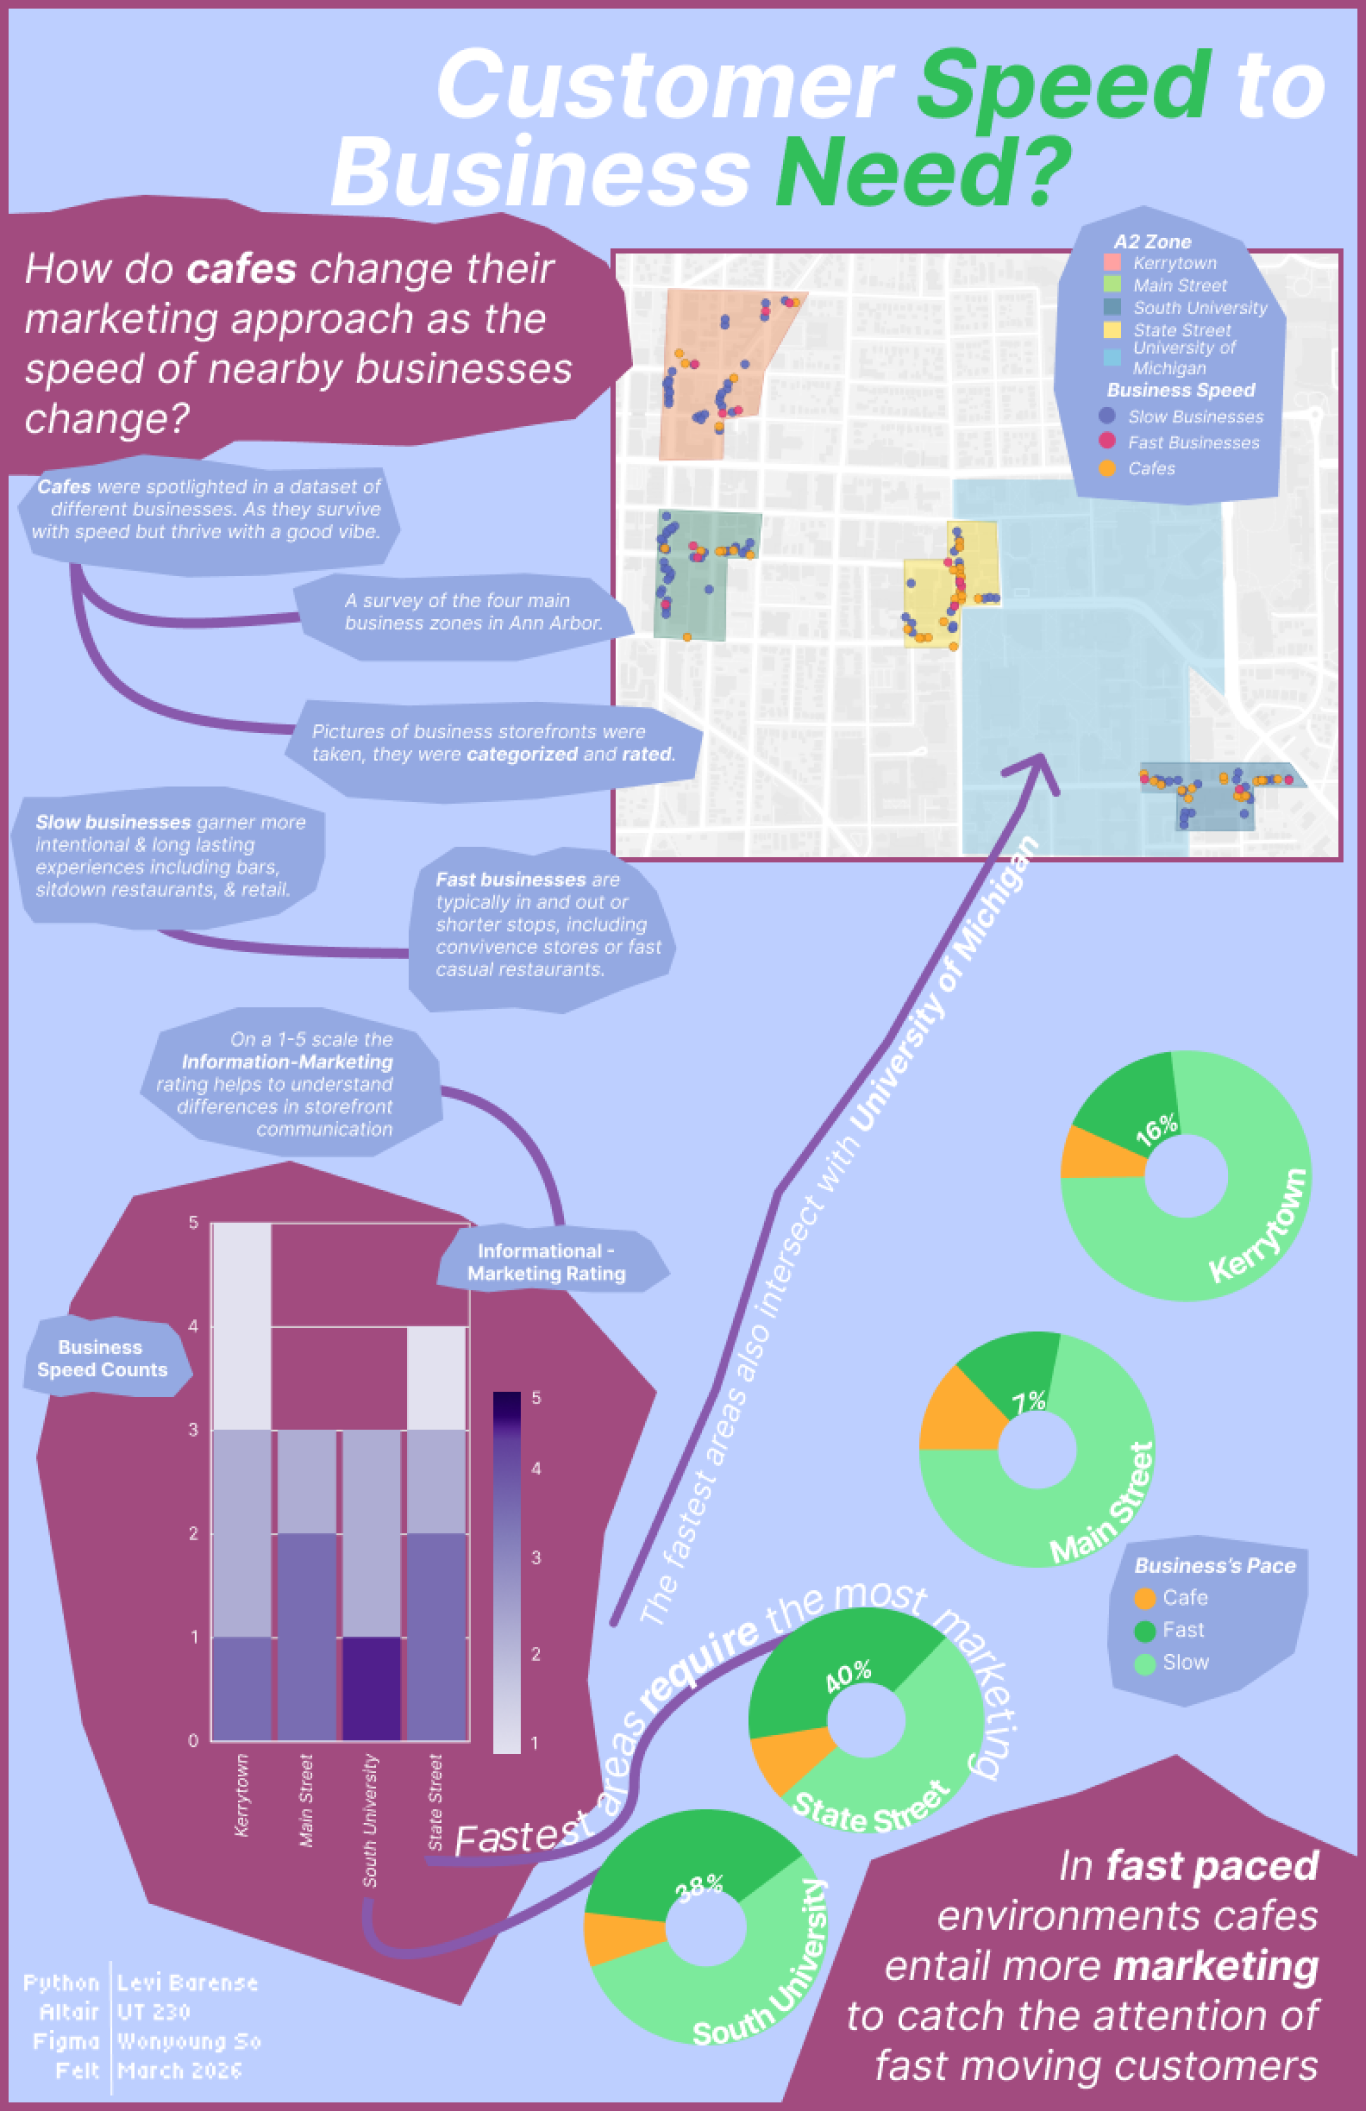 Customer Speed to
Business Need?
How do cafes change their
marketing approach as the
speed of nearby businesses
change?
A2 Zone
Kerrytown
Main Street
South University
State Street
University of
Michigan
Business Speed
Slow Businesses
Fast Businesses
Cafes
Cafes were spotlighted in a dataset of
different businesses. As they survive
with speed but thrive with a good vibe.
A survey of the four main
business zones in Ann Arbor.
Pictures of business storefronts were
taken, they were categorized and rated.
Slow businesses garner more
intentional & long lasting
experiences including bars,
sitdown restaurants, & retail.
Fast businesses are
typically in and out or
shorter stops, including
convivence stores or fast
casual restaurants.
On a 1-5 scale the
Information-Marketing
rating helps to understand
differences in storefront
communication
Informational -
Marketing Rating
Business
Speed Counts
5
4
3
2
1
0
5
4
3
2
1
Kerrytown
Main Street
South University
State Street
The fastest areas also intersect with University of Michigan
16%
Kerrytown
7%
Main Street
Business's Pace
Cafe
Fast
Slow
Fastest areas require the most marketing
40%
State Street
38%
South University
In fast paced
environments cafes
entail more marketing
to catch the attention of
fast moving customers
Python Levi Barense
Altair UT 230
Figma Wonyoung So
Felt March 2026